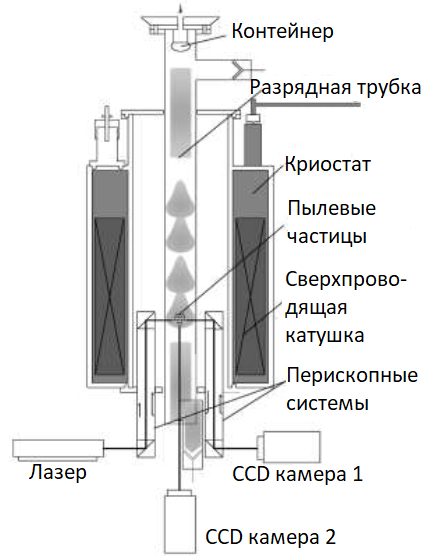 Контейнер
Разрядная трубка
Криостат
Пылевые
частицы
Сверхпрово-
дящая
катушка
Перископные
системы
Лазер
CCD камера 1
CCD камера 2